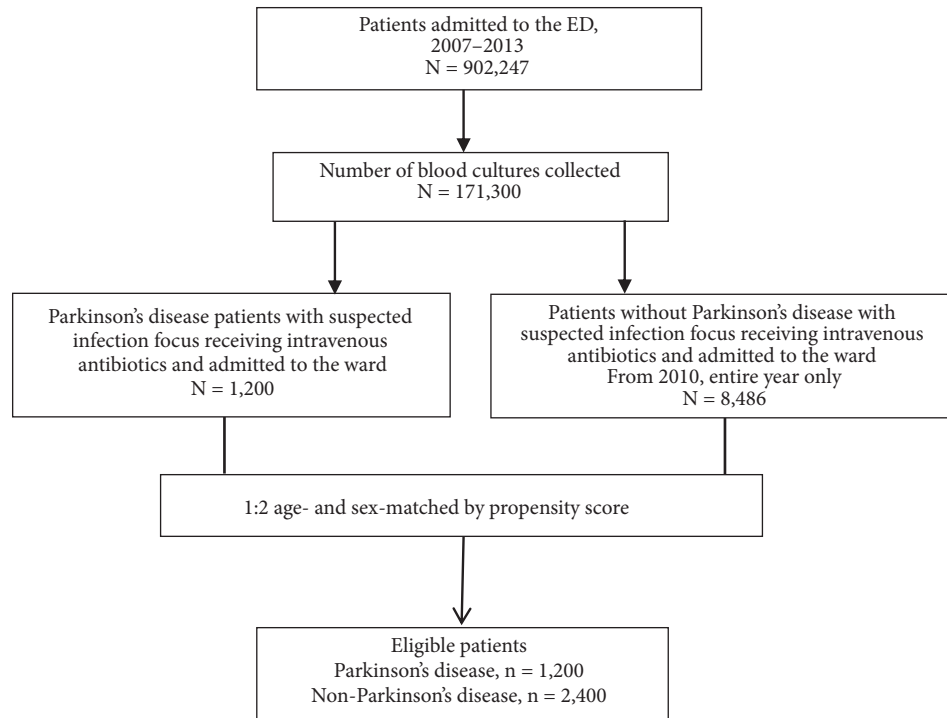 Patients admitted to the ED,
2007–2013
N = 902,247
Number of blood cultures collected
N = 171,300
Parkinson's disease patients with suspected
infection focus receiving intravenous
antibiotics and admitted to the ward
N = 1,200
Patients without Parkinson's disease with
suspected infection focus receiving intravenous
antibiotics and admitted to the ward
From 2010, entire year only
N = 8,486
1:2 age- and sex-matched by propensity score
Eligible patients
Parkinson's disease, n = 1,200
Non-Parkinson's disease, n = 2,400